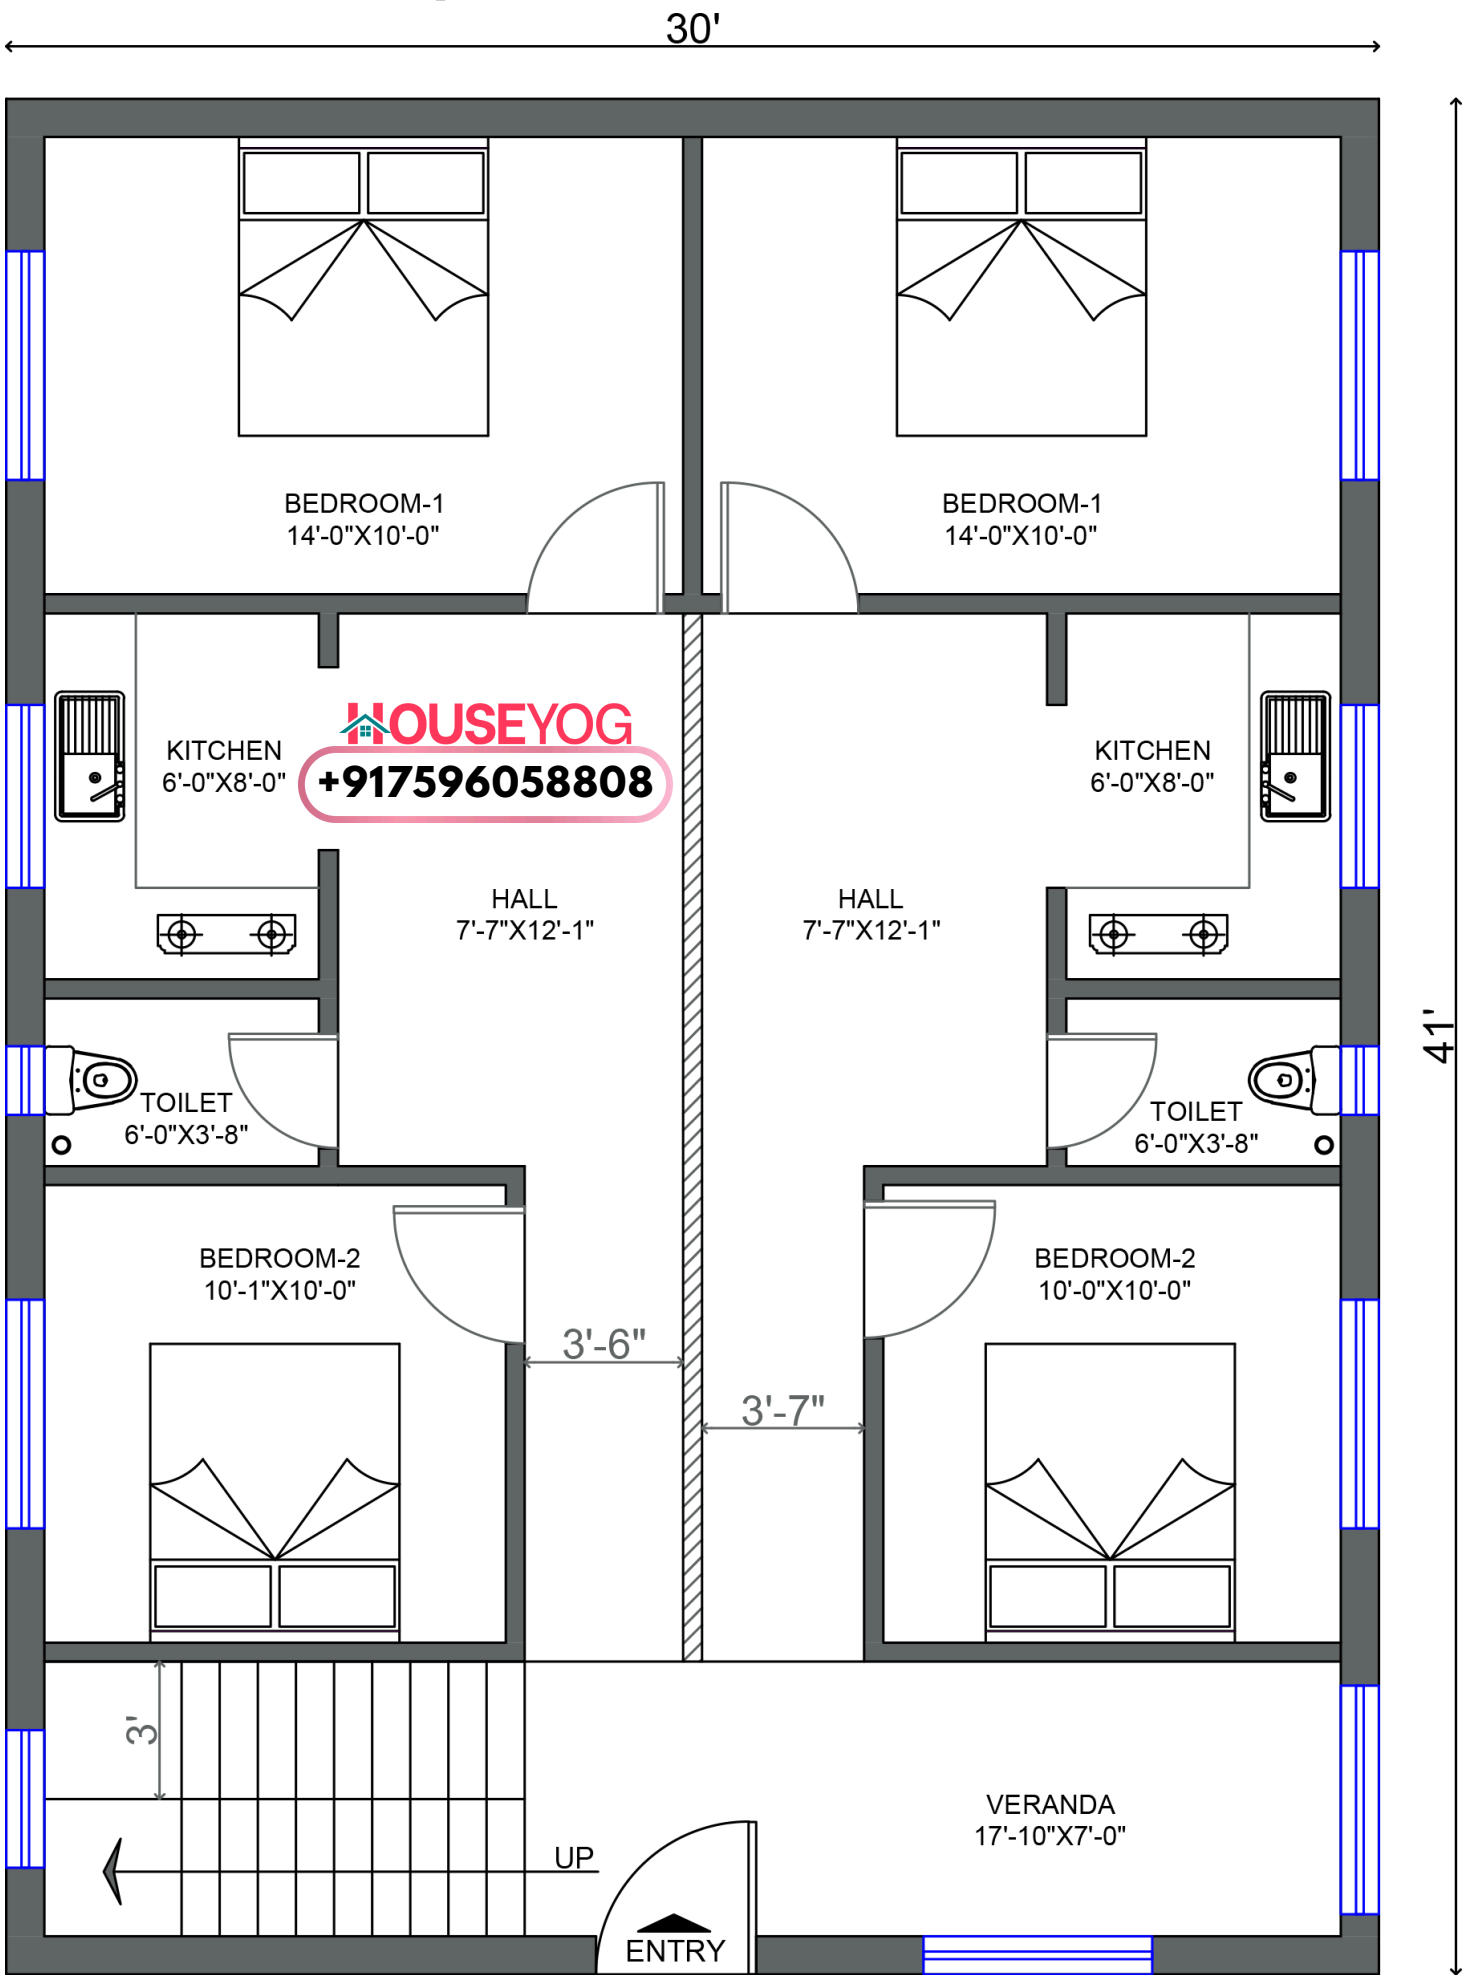 30'
BEDROOM-1
14'-0"X10'-0"
BEDROOM-1
14'-0"X10'-0"
HOUSEYOG
+917596058808
KITCHEN
6'-0"X8'-0"
KITCHEN
6'-0"X8'-0"
HALL
7'-7"X12'-1"
HALL
7'-7"X12'-1"
41'
TOILET
6'-0"X3'-8"
TOILET
6'-0"X3'-8"
BEDROOM-2
10'-1"X10'-0"
BEDROOM-2
10'-0"X10'-0"
3'-6"
3'-7"
3'
VERANDA
17'-10"X7'-0"
UP
ENTRY